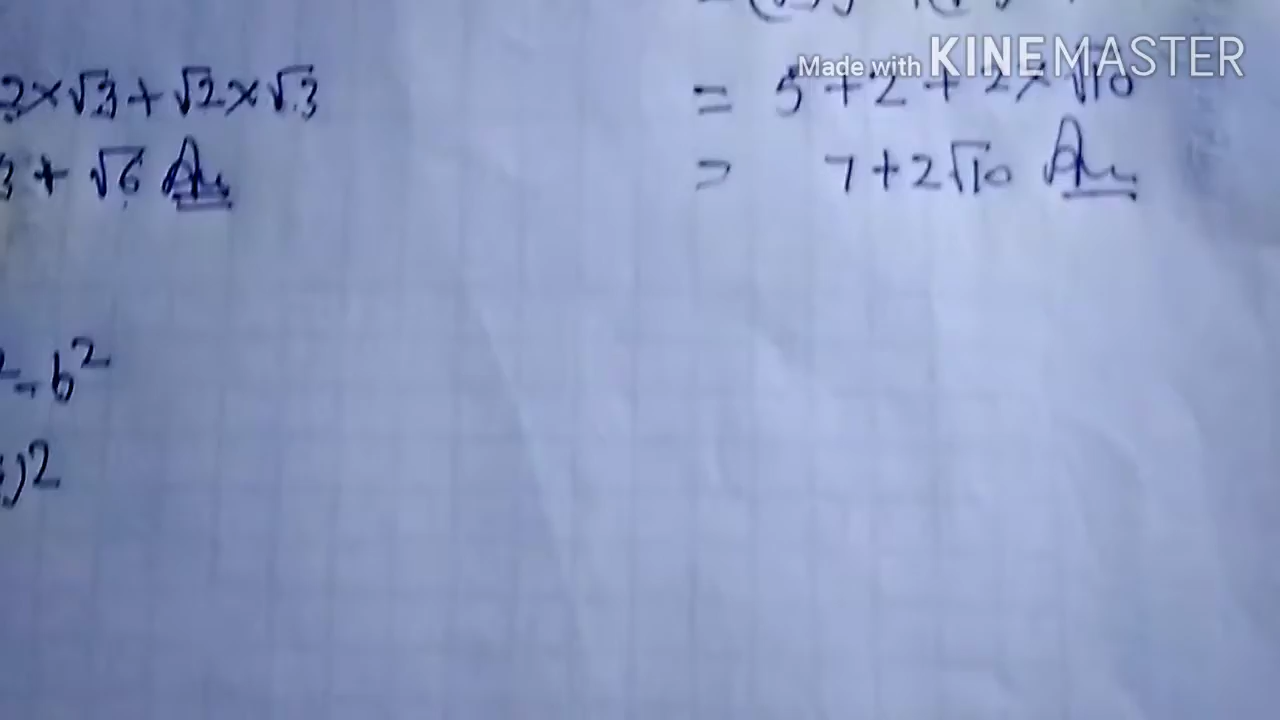 2×√3+√2×√3
3 + √6 Ans
²-b²
)2
Made with KINEMASTER
= 5+2+2×√10
= 7+2√10 Ans